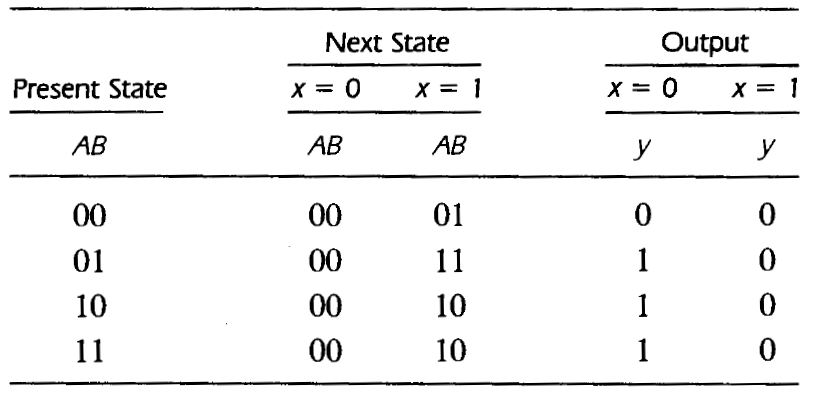 Next State Output
Present State x = 0 x = 1 x = 0 x = 1
AB AB AB y y
00 00 01 0 0
01 00 11 1 0
10 00 10 1 0
11 00 10 1 0